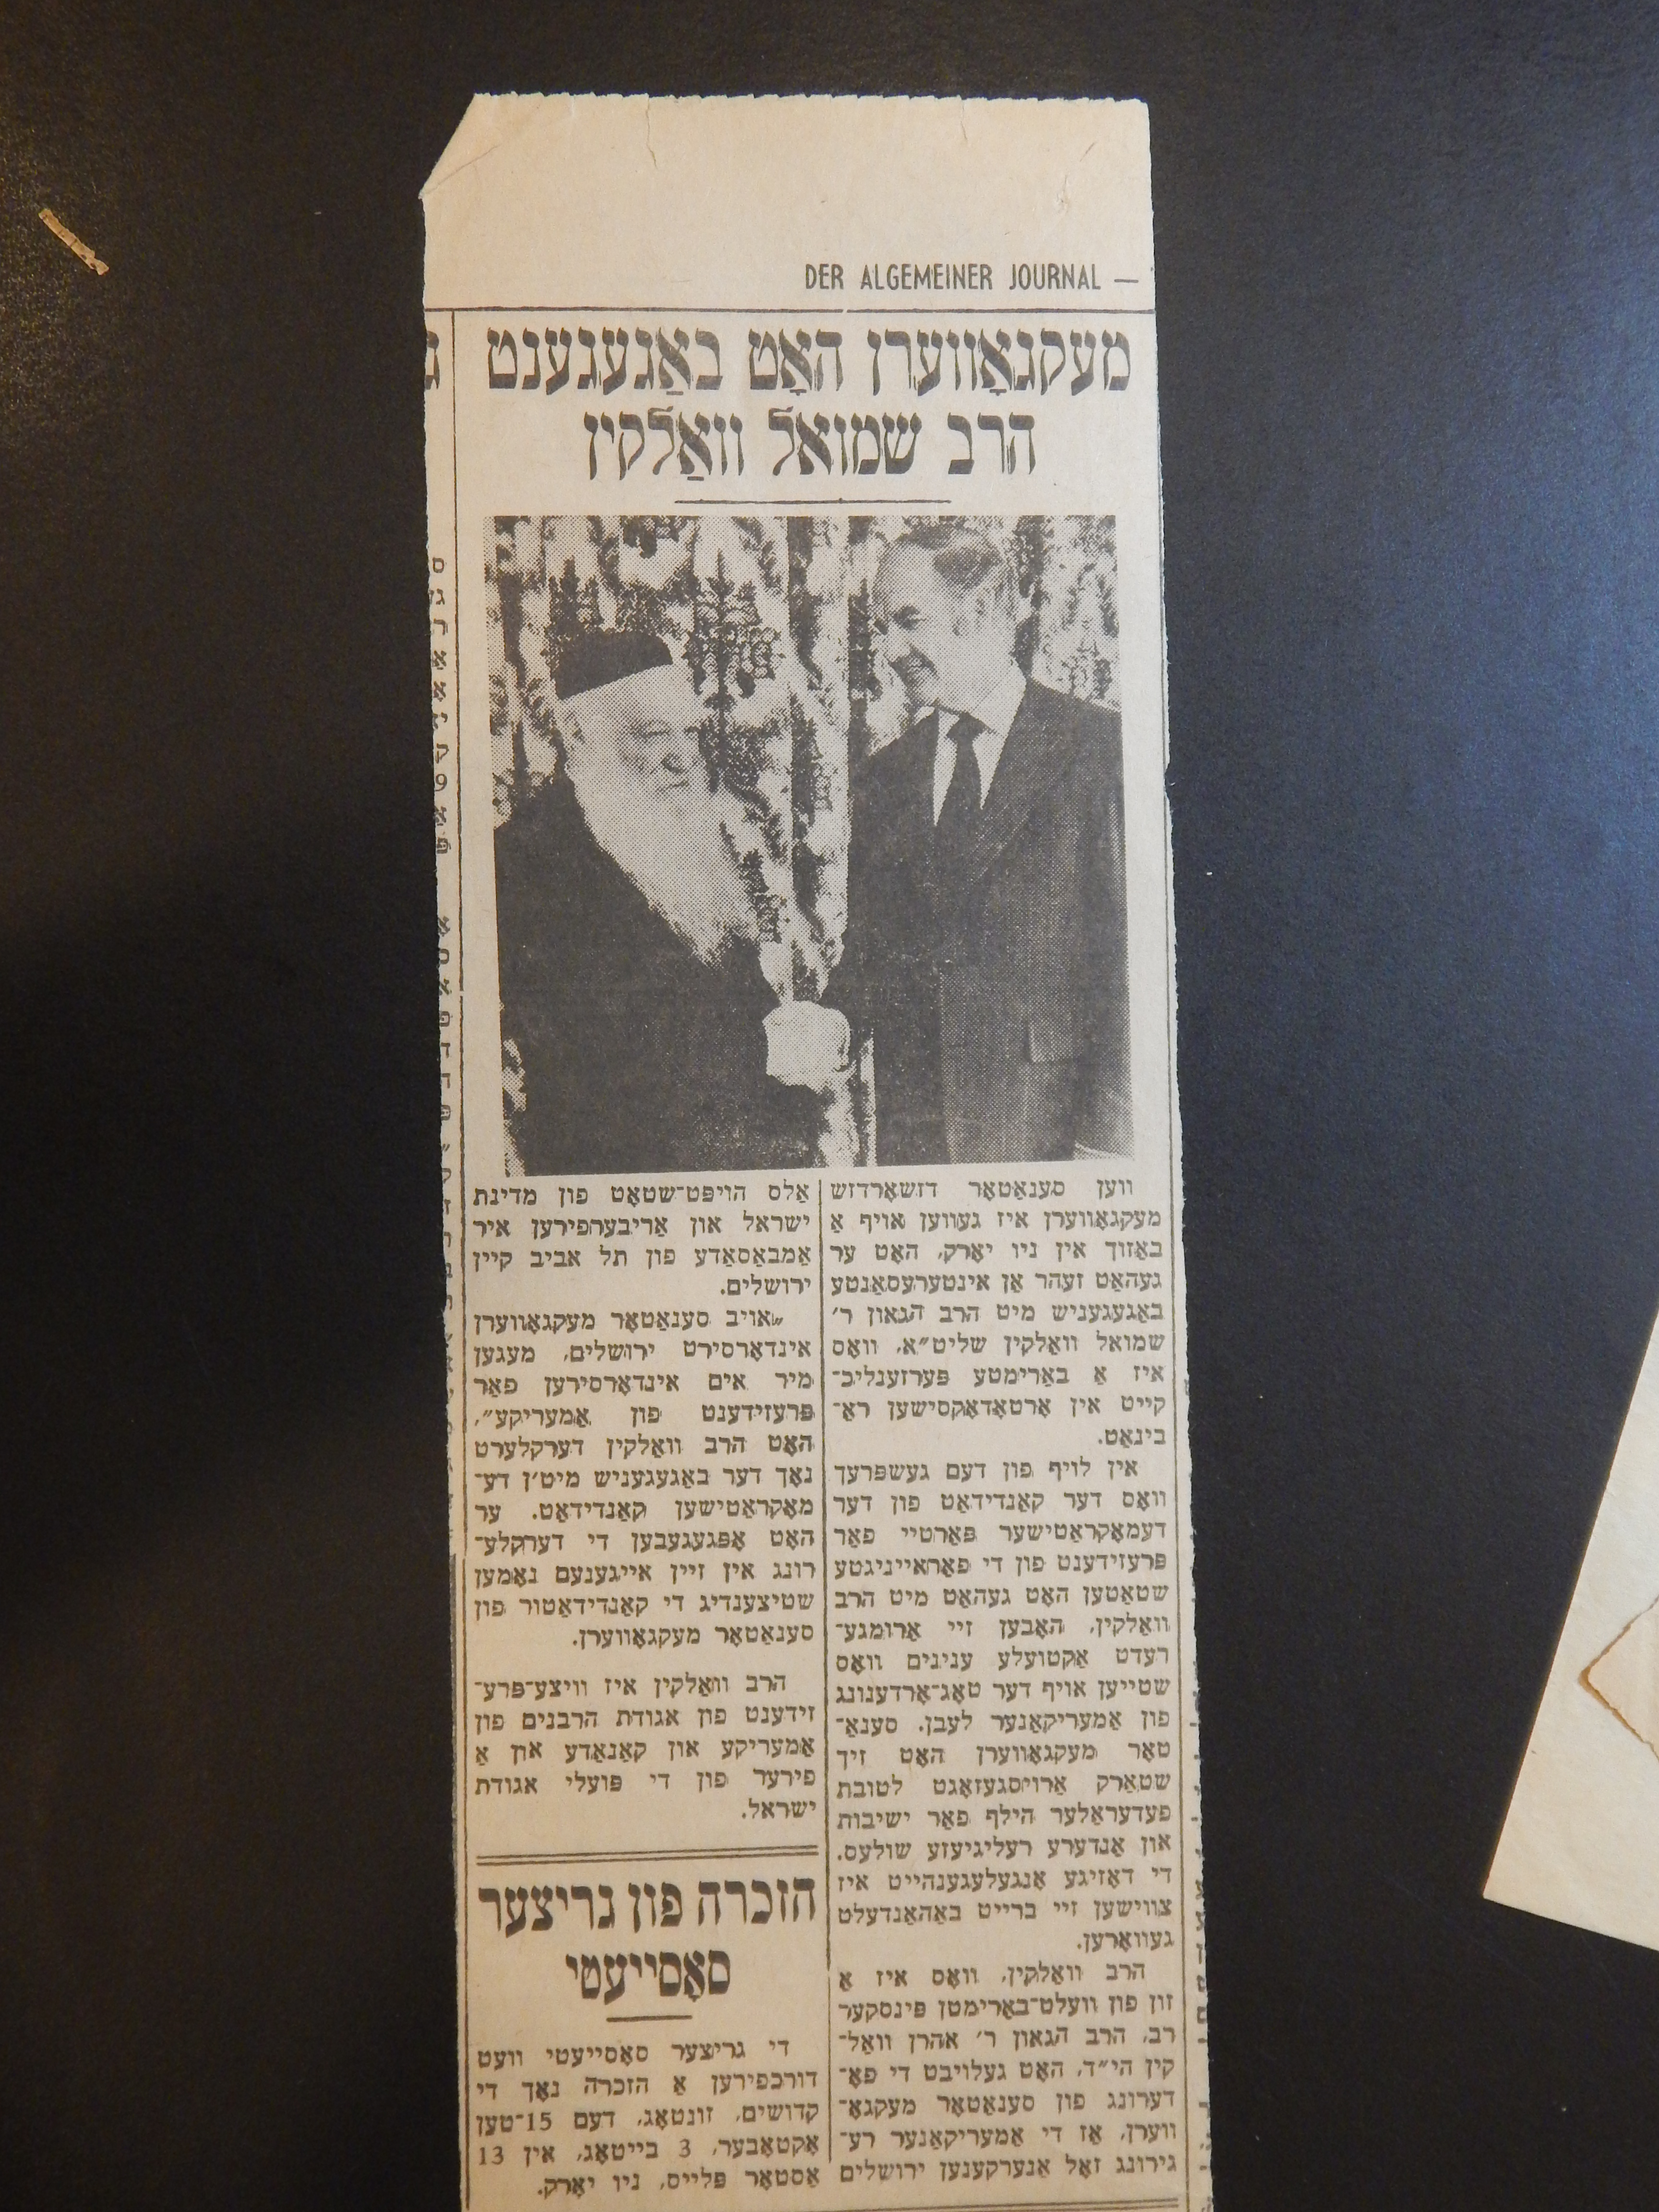 DER ALGEMEINER JOURNAL —
מעקגאָווערן האָט באַגעגענט
הרב שמואל וואַלקין
ווען סענאַטאָר דזשאָרדזש
מעקגאָווערן איז געווען אויף אַ
באַזוך אין ניו יאָרק, האָט ער
געהאַט זעהר אַן אינטערעסאַנטע
באַגעגעניש מיט הרב הגאון ר׳
שמואל וואַלקין שליט״א, וואָס
איז אַ באַרימטע פּערזענליכ־
קייט אין אָרטאָדאָקסישען ראַ־
בינאַט.
אין לויף פון דעם געשפּרעך
וואָס דער קאַנדידאַט פון דער
דעמאָקראַטישער פּאַרטיי פאַר
פּרעזידענט פון די פאַראייניגטע
שטאַטען האָט געהאַט מיט הרב
וואַלקין, האָבען זיי אַרומגע־
רעדט אַקטועלע ענינים וואָס
שטייען אויף דער טאָג־אָרדענונג
פון אַמעריקאַנער לעבן. סענאַ־
טאָר מעקגאָווערן האָט זיך
שטאַרק אַרויסגעזאָגט לטובת
פעדעראַלער הילף פאַר ישיבות
און אַנדערע רעליגיעזע שולעס.
די דאָזיגע אָנגעלעגענהייט איז
צווישען זיי ברייט באַהאַנדעלט
געוואָרען.
הרב וואַלקין, וואָס איז אַ
זון פון וועלט־באַרימטן פּינסקער
רב, הרב הגאון ר׳ אהרן וואַל־
קין הי״ד, האָט געלויבט די פאָ־
דערונג פון סענאַטאָר מעקגאָ־
ווערן, אַז די אַמעריקאַנער רע־
גירונג זאָל אַנערקענען ירושלים
אַלס הויפּט־שטאָט פון מדינת
ישראל און אַריבערפירען איר
אַמבאַסאַדע פון תל אביב קיין
ירושלים.
„אויב סענאַטאָר מעקגאָווערן
אינדאָרסירט ירושלים, מעגען
מיר אים אינדאָרסירען פאַר
פּרעזידענט פון אַמעריקע״,
האָט הרב וואַלקין דערקלערט
נאָך דער באַגעגעניש מיט׳ן דע־
מאָקראַטישען קאַנדידאַט. ער
האָט אָפּגעגעבען די דערקלע־
רונג אין זיין אייגענעם נאָמען
שטיצענדיג די קאַנדידאַטור פון
סענאַטאָר מעקגאָווערן.
הרב וואַלקין איז וויצע־פּרע־
זידענט פון אגודת הרבנים פון
אַמעריקע און קאַנאַדע און אַ
פירער פון די פּועלי אגודת
ישראל.
הזכרה פון גריצער
סאָסייעטי
די גריצער סאָסייעטי וועט
דורכפירען אַ הזכרה נאָך די
קדושים, זונטאָג, דעם 15־טען
אָקטאָבער, 3 בייטאָג, אין 13
אַסטאָר פּלייס, ניו יאָרק.